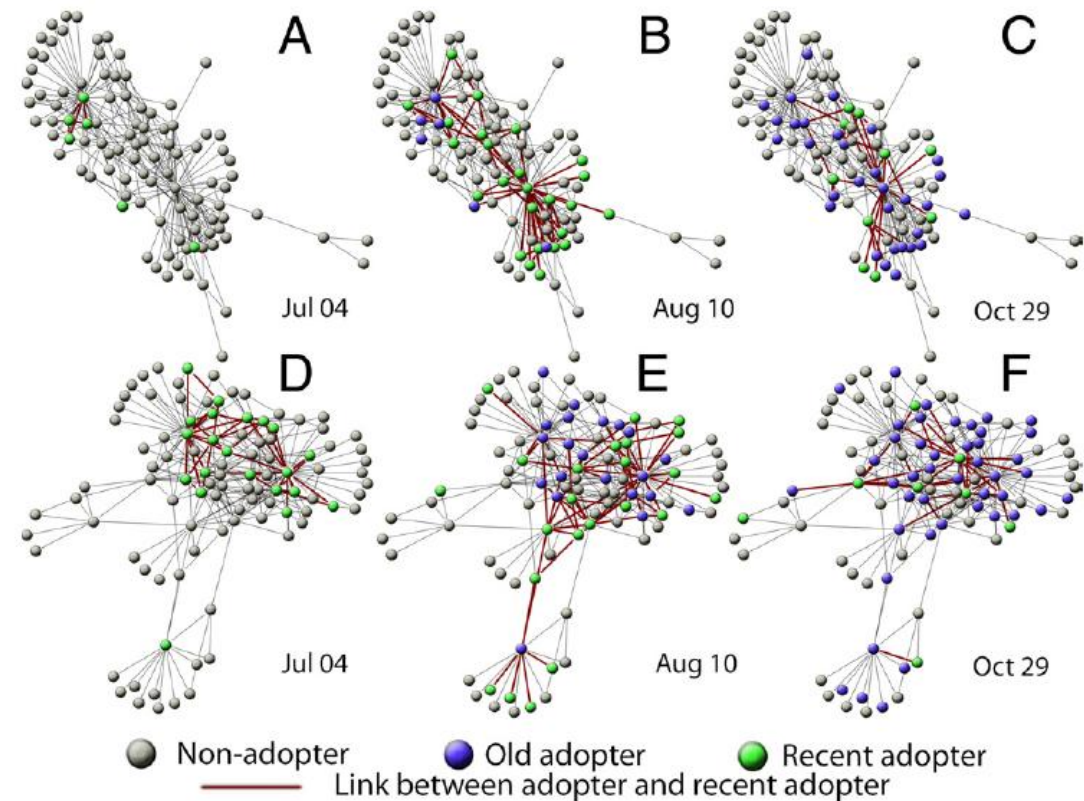 A
B
C
Jul 04
Aug 10
Oct 29
D
E
F
Jul 04
Aug 10
Oct 29
Non-adopter
Old adopter
Recent adopter
Link between adopter and recent adopter